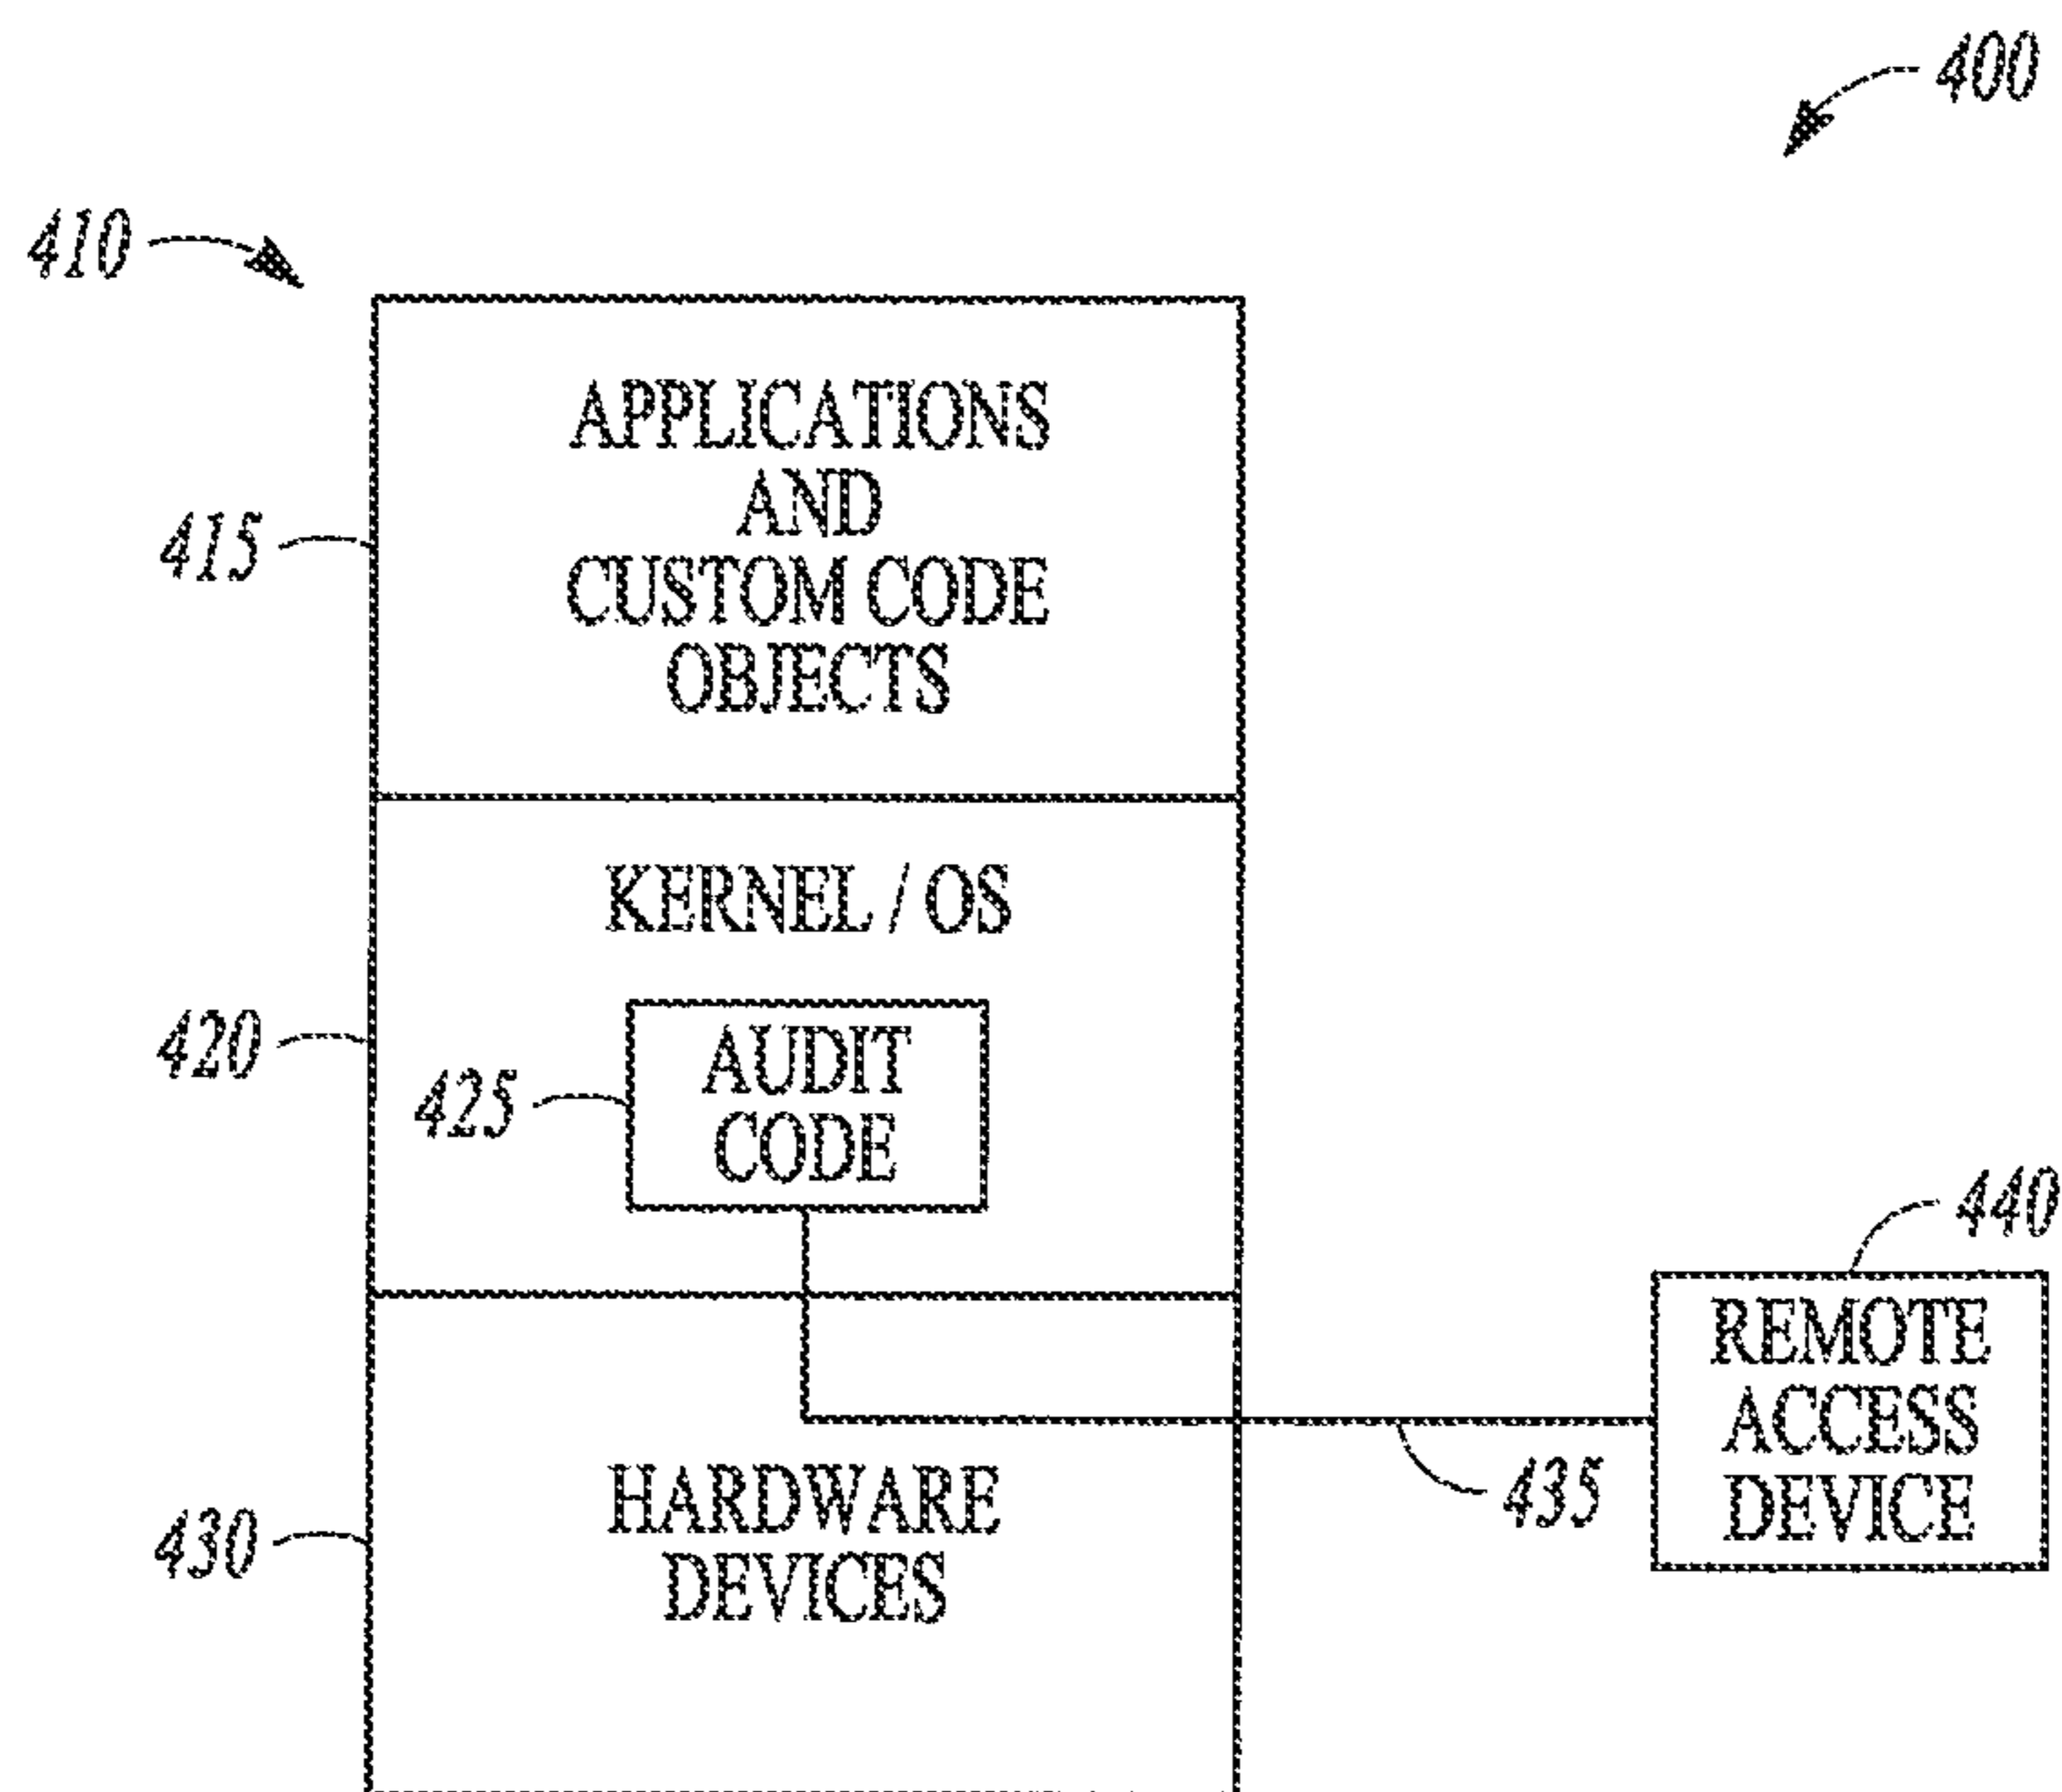 400
410
APPLICATIONS
AND
415
CUSTOM CODE
OBJECTS
KERNEL / OS
420
AUDIT
425
CODE
440
REMOTE
ACCESS
DEVICE
435
HARDWARE
430
DEVICES